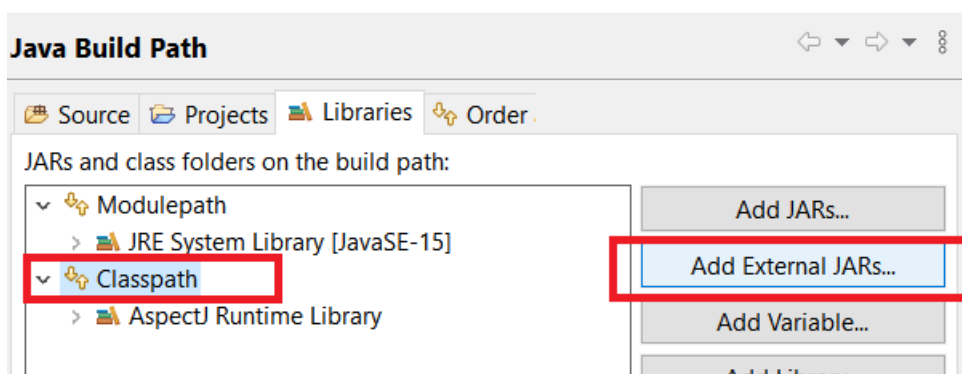 Java Build Path
Source Projects Libraries Order
JARs and class folders on the build path:
Modulepath
Add JARs...
JRE System Library [JavaSE-15]
Add External JARs...
Classpath
AspectJ Runtime Library
Add Variable...